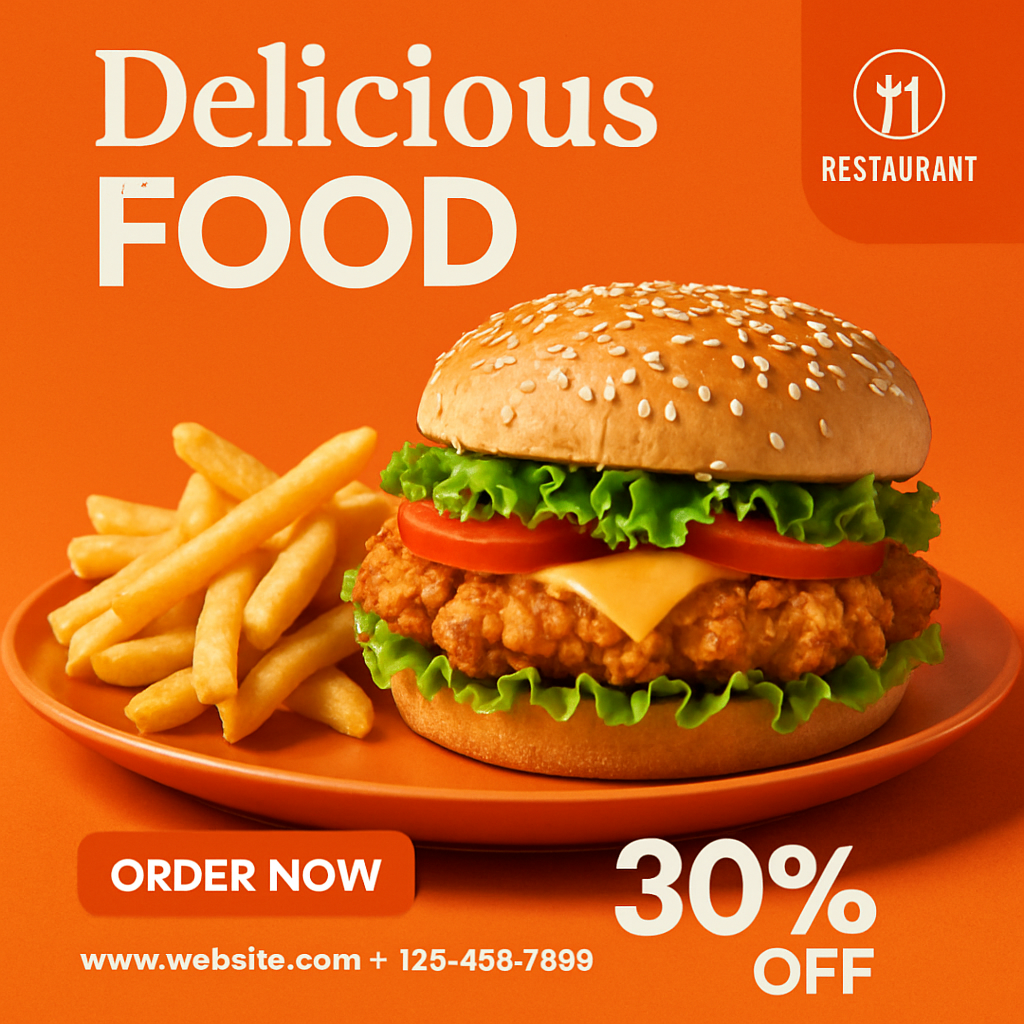 Delicious
FOOD
RESTAURANT
ORDER NOW
www.website.com + 125-458-7899
30%
OFF